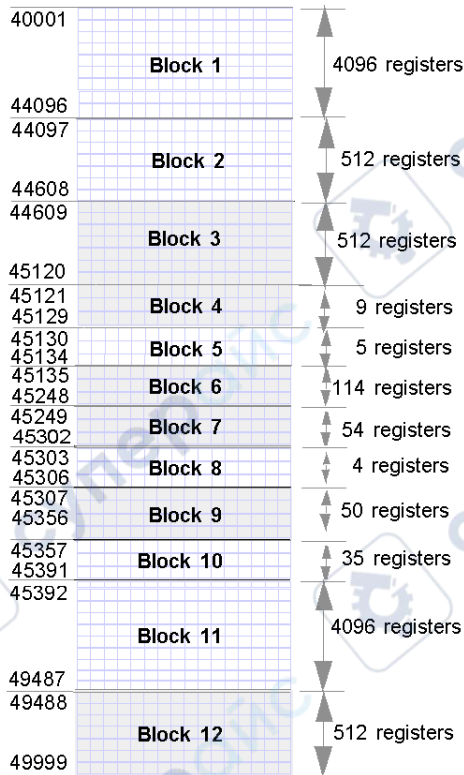 40001
Block 1
4096 registers
44096
44097
Block 2
512 registers
44608
44609
Block 3
512 registers
45120
45121
45129
Block 4
9 registers
45130
45134
Block 5
5 registers
45135
45248
Block 6
114 registers
45249
45302
Block 7
54 registers
45303
45306
Block 8
4 registers
45307
45356
Block 9
50 registers
45357
45391
Block 10
35 registers
45392
Block 11
4096 registers
49487
49488
Block 12
512 registers
49999
суперайс